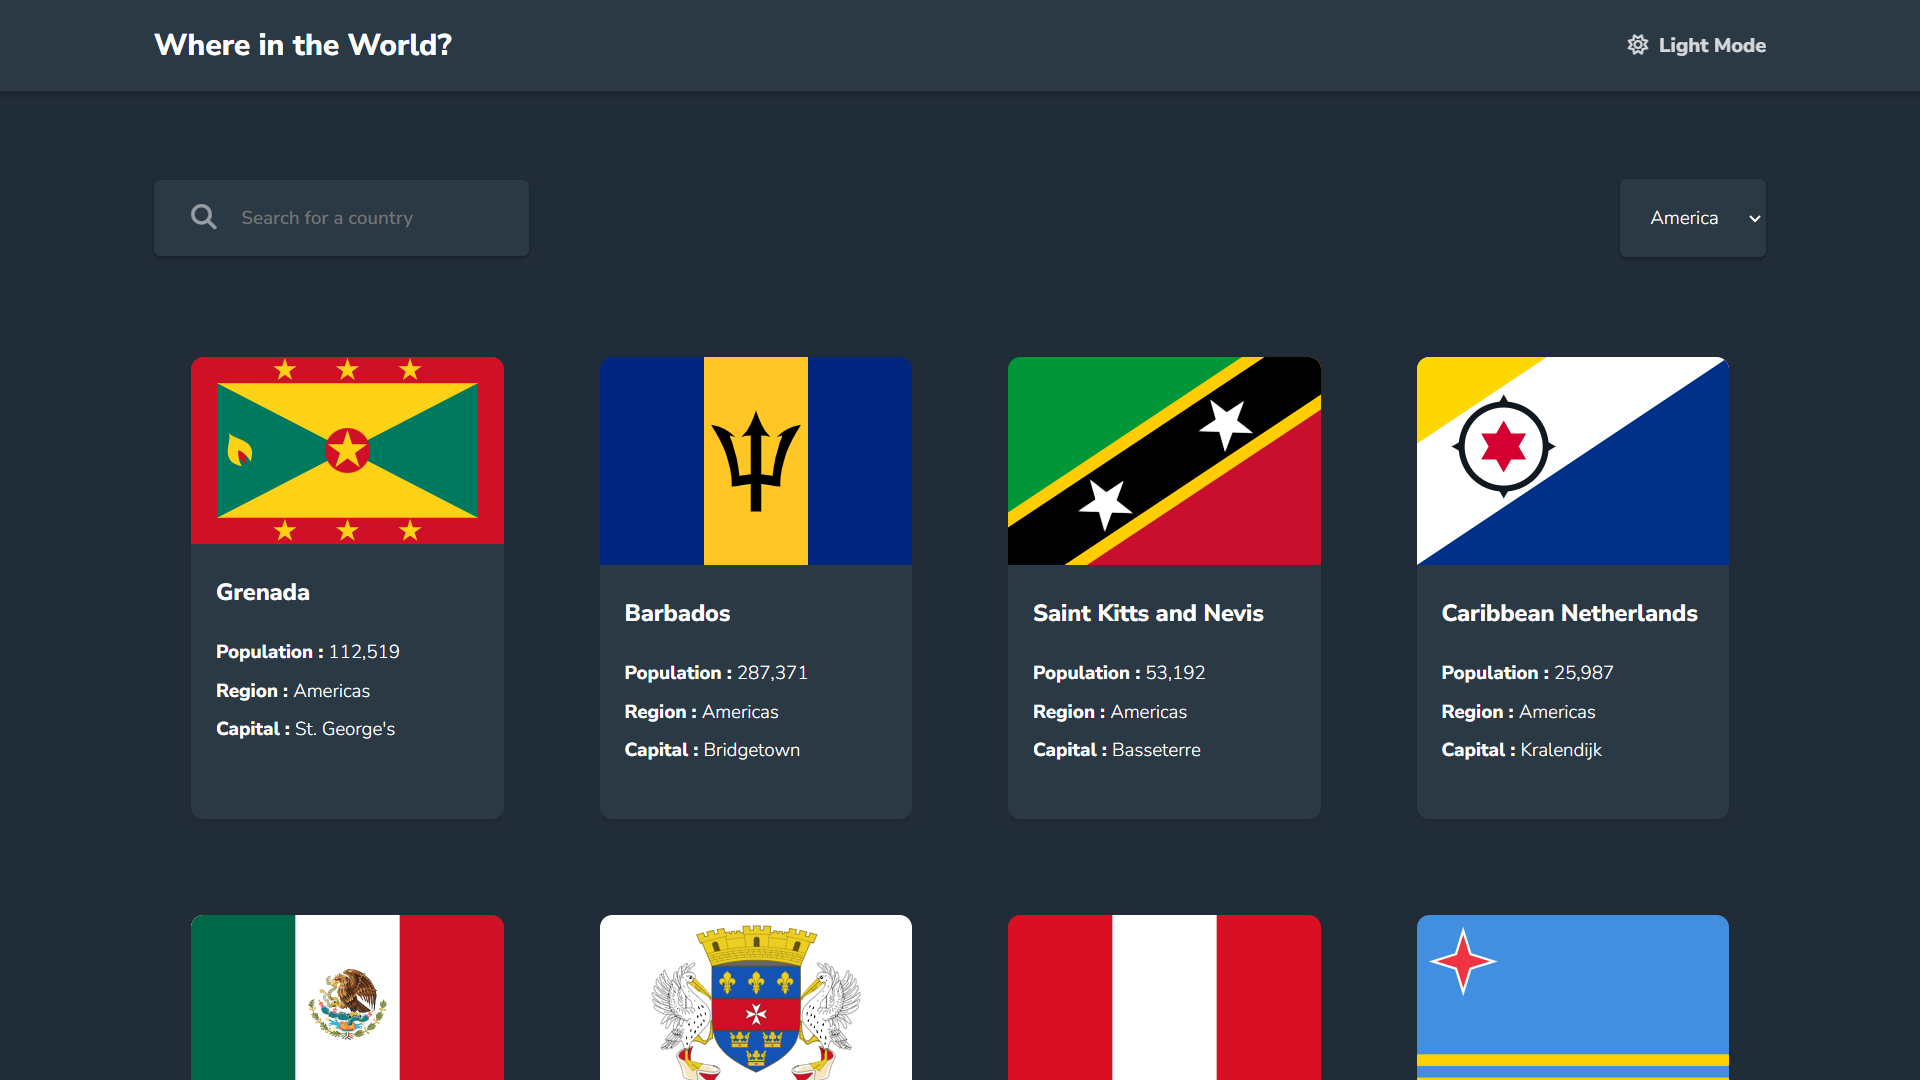 Where in the World?
Light Mode
Search for a country
America
Grenada
Population : 112,519
Region : Americas
Capital : St. George's
Barbados
Population : 287,371
Region : Americas
Capital : Bridgetown
Saint Kitts and Nevis
Population : 53,192
Region : Americas
Capital : Basseterre
Caribbean Netherlands
Population : 25,987
Region : Americas
Capital : Kralendijk